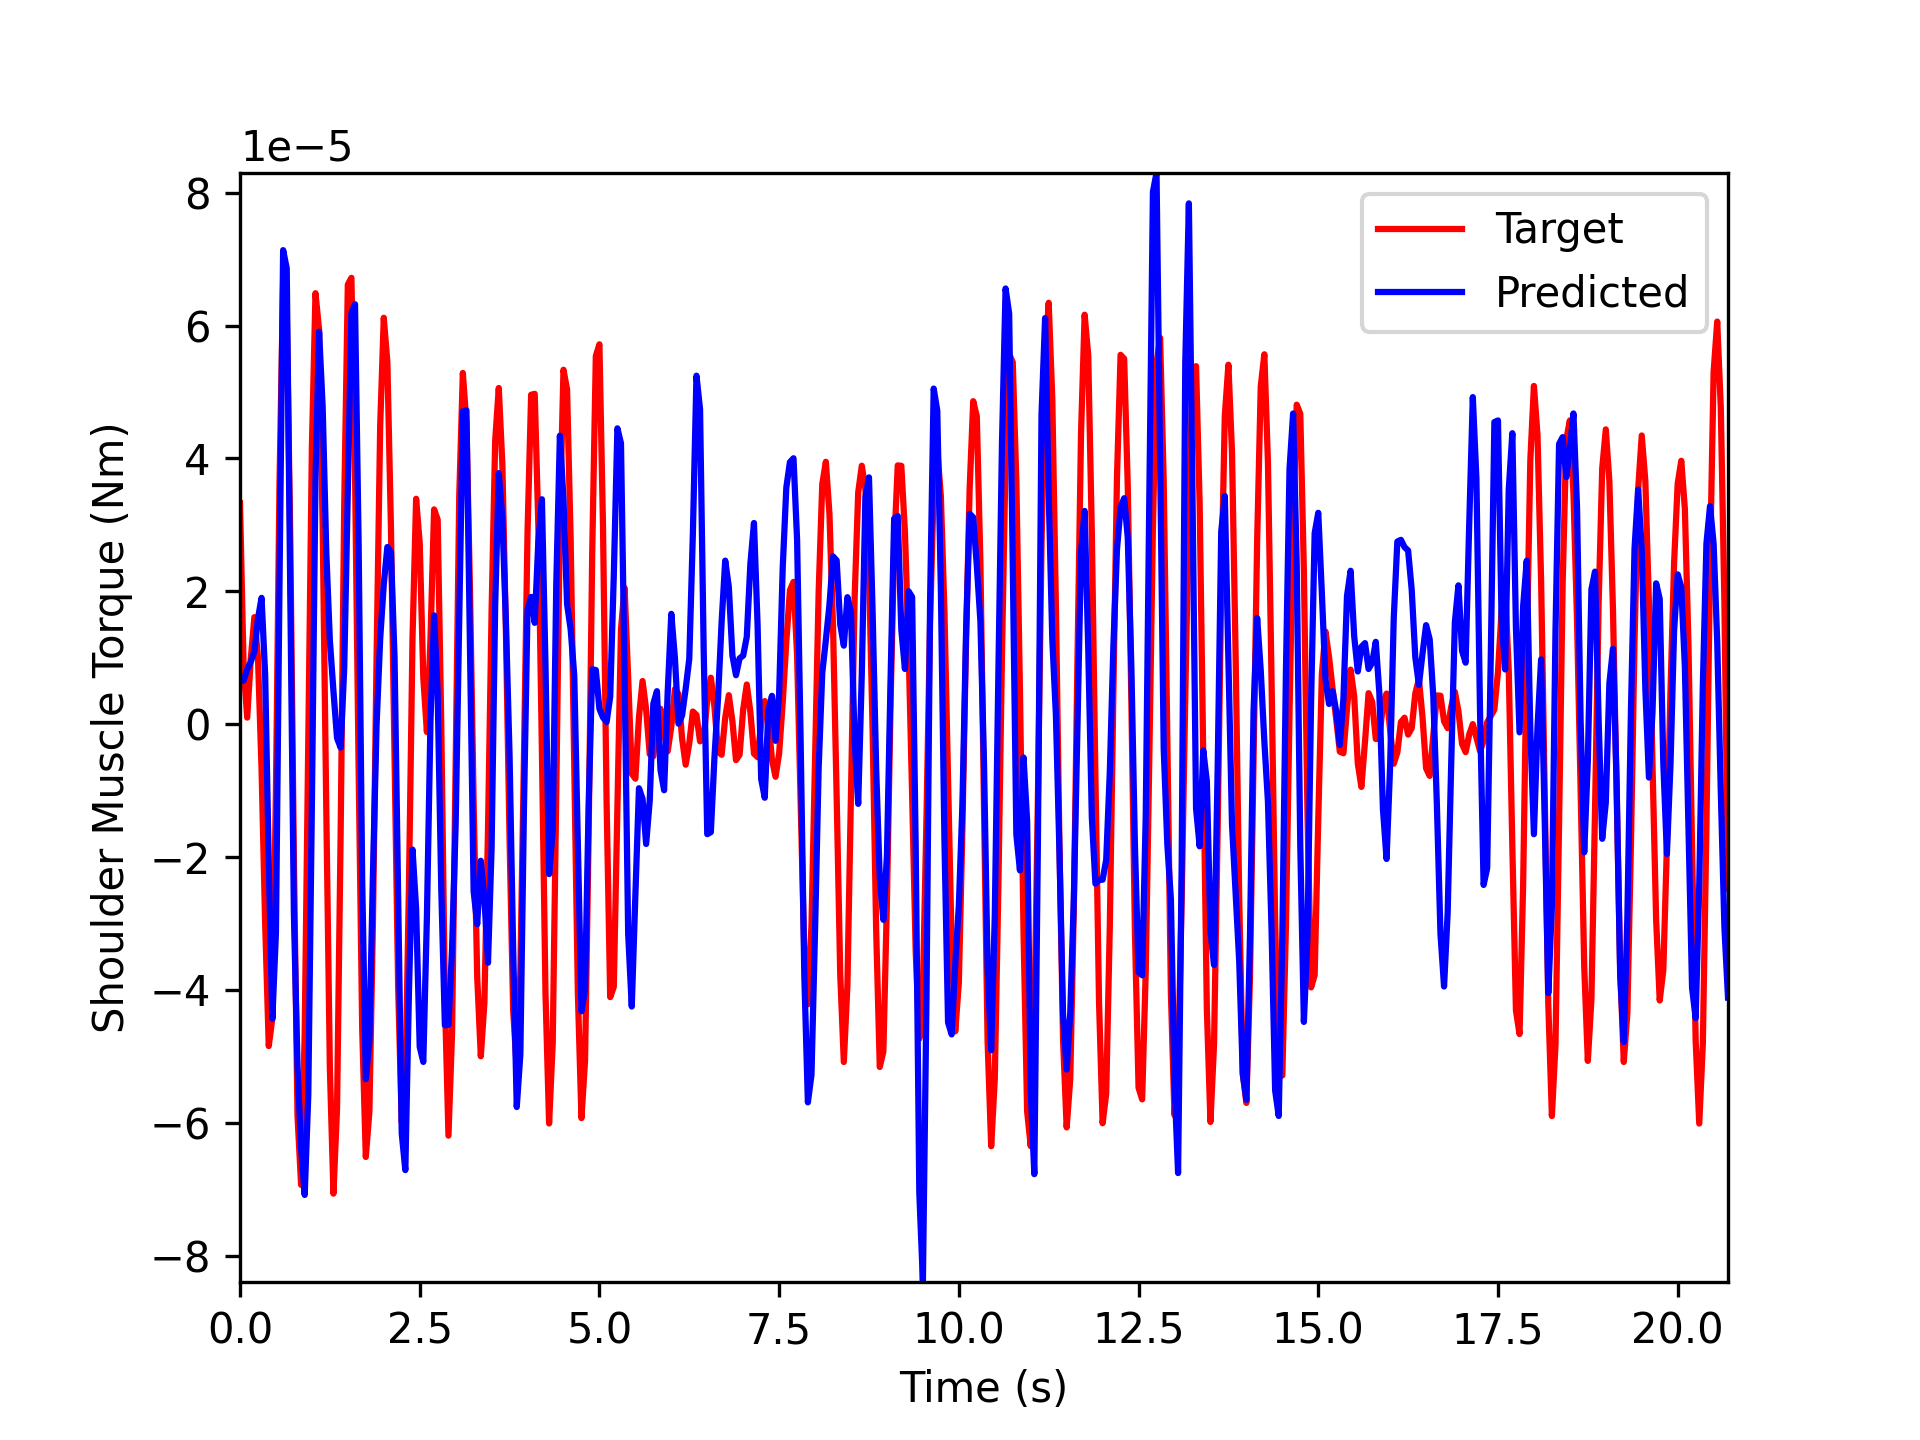 1e−5
Shoulder Muscle Torque (Nm)
8
6
4
2
0
−2
−4
−6
−8
Target
Predicted
0.0 2.5 5.0 7.5 10.0 12.5 15.0 17.5 20.0
Time (s)